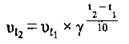 υt₂ = υt₁ × γ^((t₂−t₁)/10)